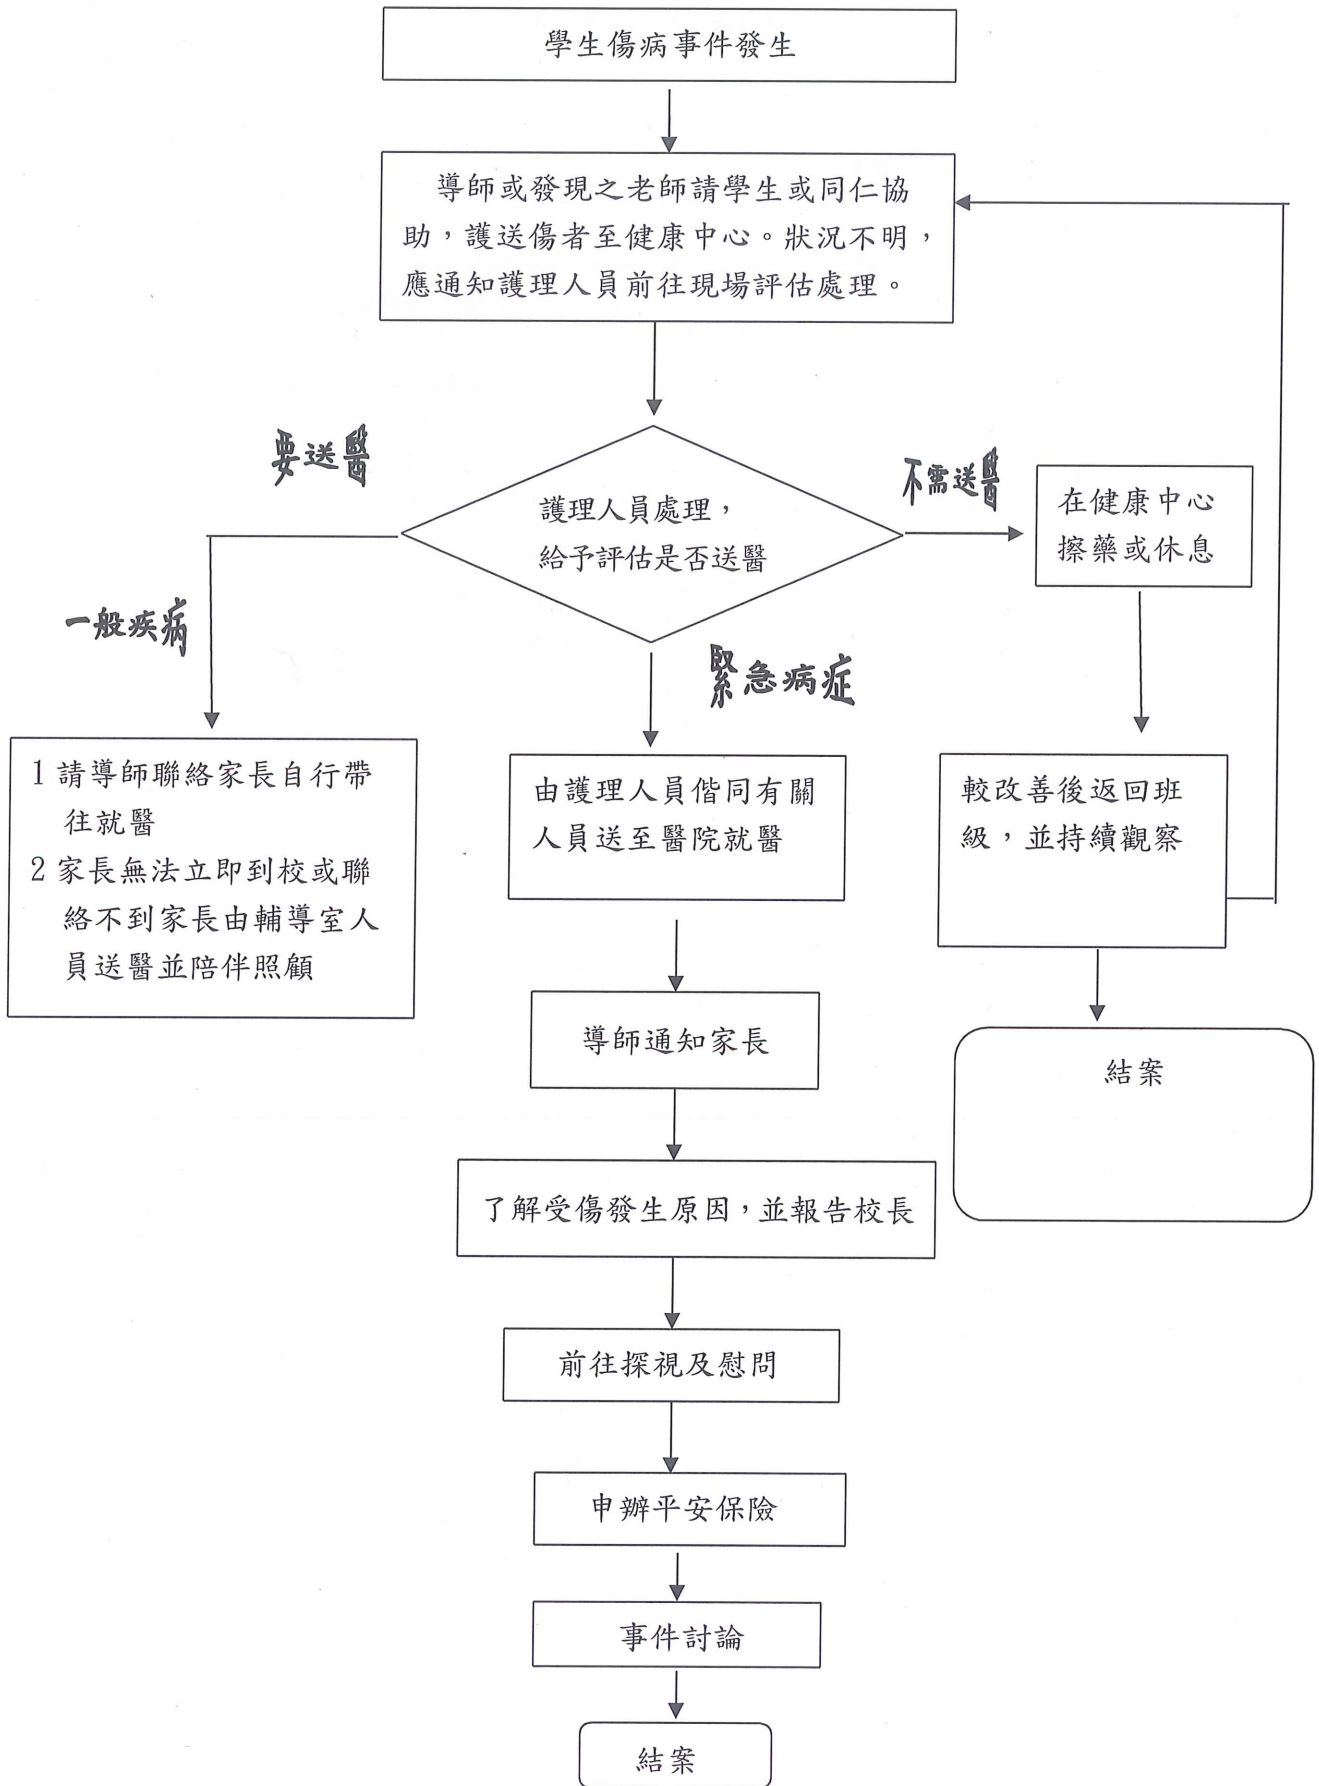 學生傷病事件發生
導師或發現之老師請學生或同仁協
助，護送傷者至健康中心。狀況不明，
應通知護理人員前往現場評估處理。
要送醫
不需送醫
護理人員處理，
給予評估是否送醫
在健康中心
擦藥或休息
一般疾病
緊急病症
1 請導師聯絡家長自行帶
往就醫
2 家長無法立即到校或聯
絡不到家長由輔導室人
員送醫並陪伴照顧
由護理人員偕同有關
人員送至醫院就醫
較改善後返回班
級，並持續觀察
導師通知家長
結案
了解受傷發生原因，並報告校長
前往探視及慰問
申辦平安保險
事件討論
結案